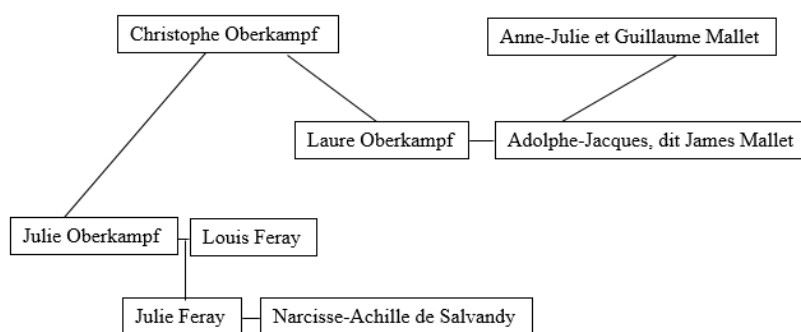 Christophe Oberkampf
Anne-Julie et Guillaume Mallet
Laure Oberkampf
Adolphe-Jacques, dit James Mallet
Julie Oberkampf
Louis Feray
Julie Feray
Narcisse-Achille de Salvandy